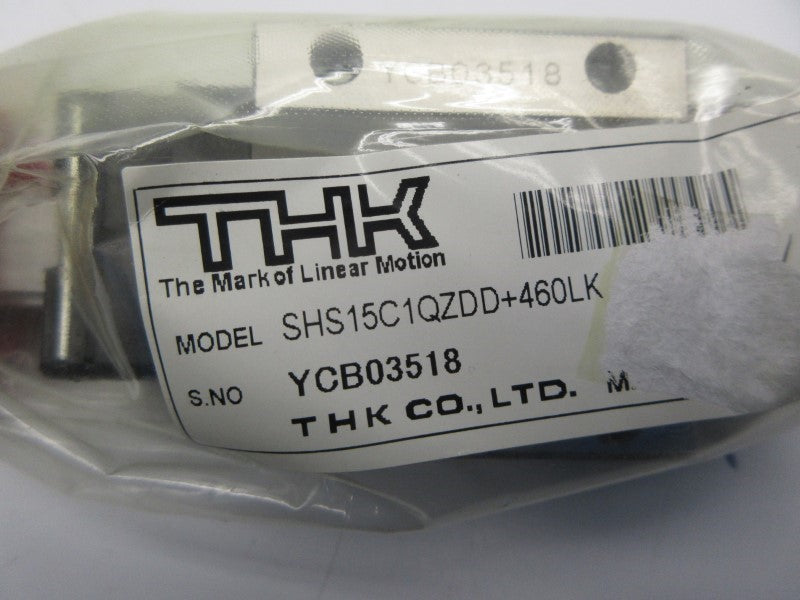 YCB03518
THK
The Mark of Linear Motion
MODEL SHS15C1QZDD+460LK
S.NO YCB03518
THK CO., LTD.